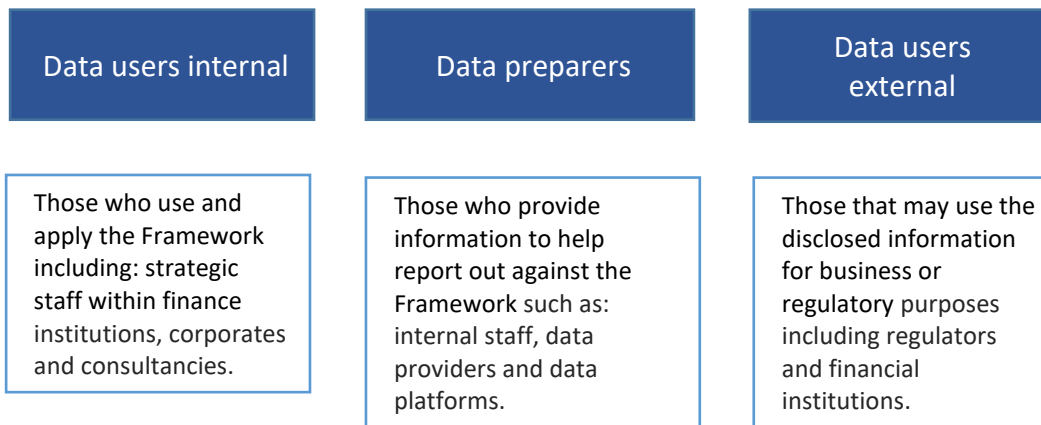 Data users internal
Data preparers
Data users
external
Those who use and
apply the Framework
including: strategic
staff within finance
institutions, corporates
and consultancies.
Those who provide
information to help
report out against the
Framework such as:
internal staff, data
providers and data
platforms.
Those that may use the
disclosed information
for business or
regulatory purposes
including regulators
and financial
institutions.